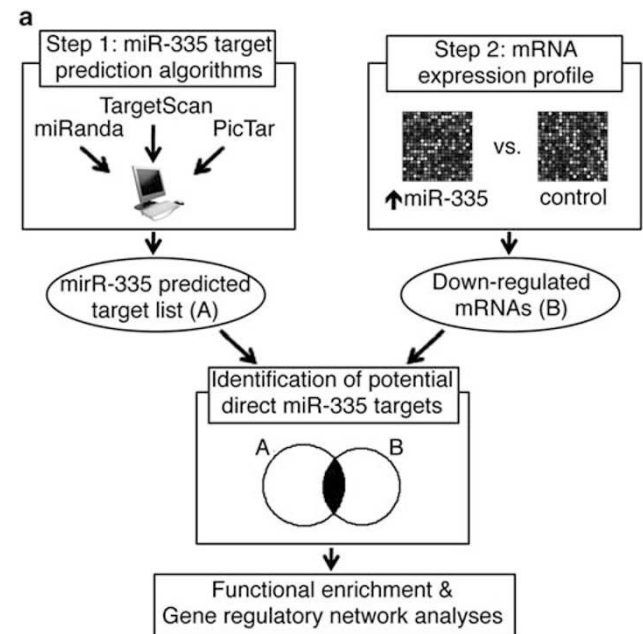 a
Step 1: miR-335 target
prediction algorithms
TargetScan
miRanda
PicTar
Step 2: mRNA
expression profile
vs.
↑miR-335
control
mirR-335 predicted
target list (A)
Down-regulated
mRNAs (B)
Identification of potential
direct miR-335 targets
A
B
Functional enrichment &
Gene regulatory network analyses